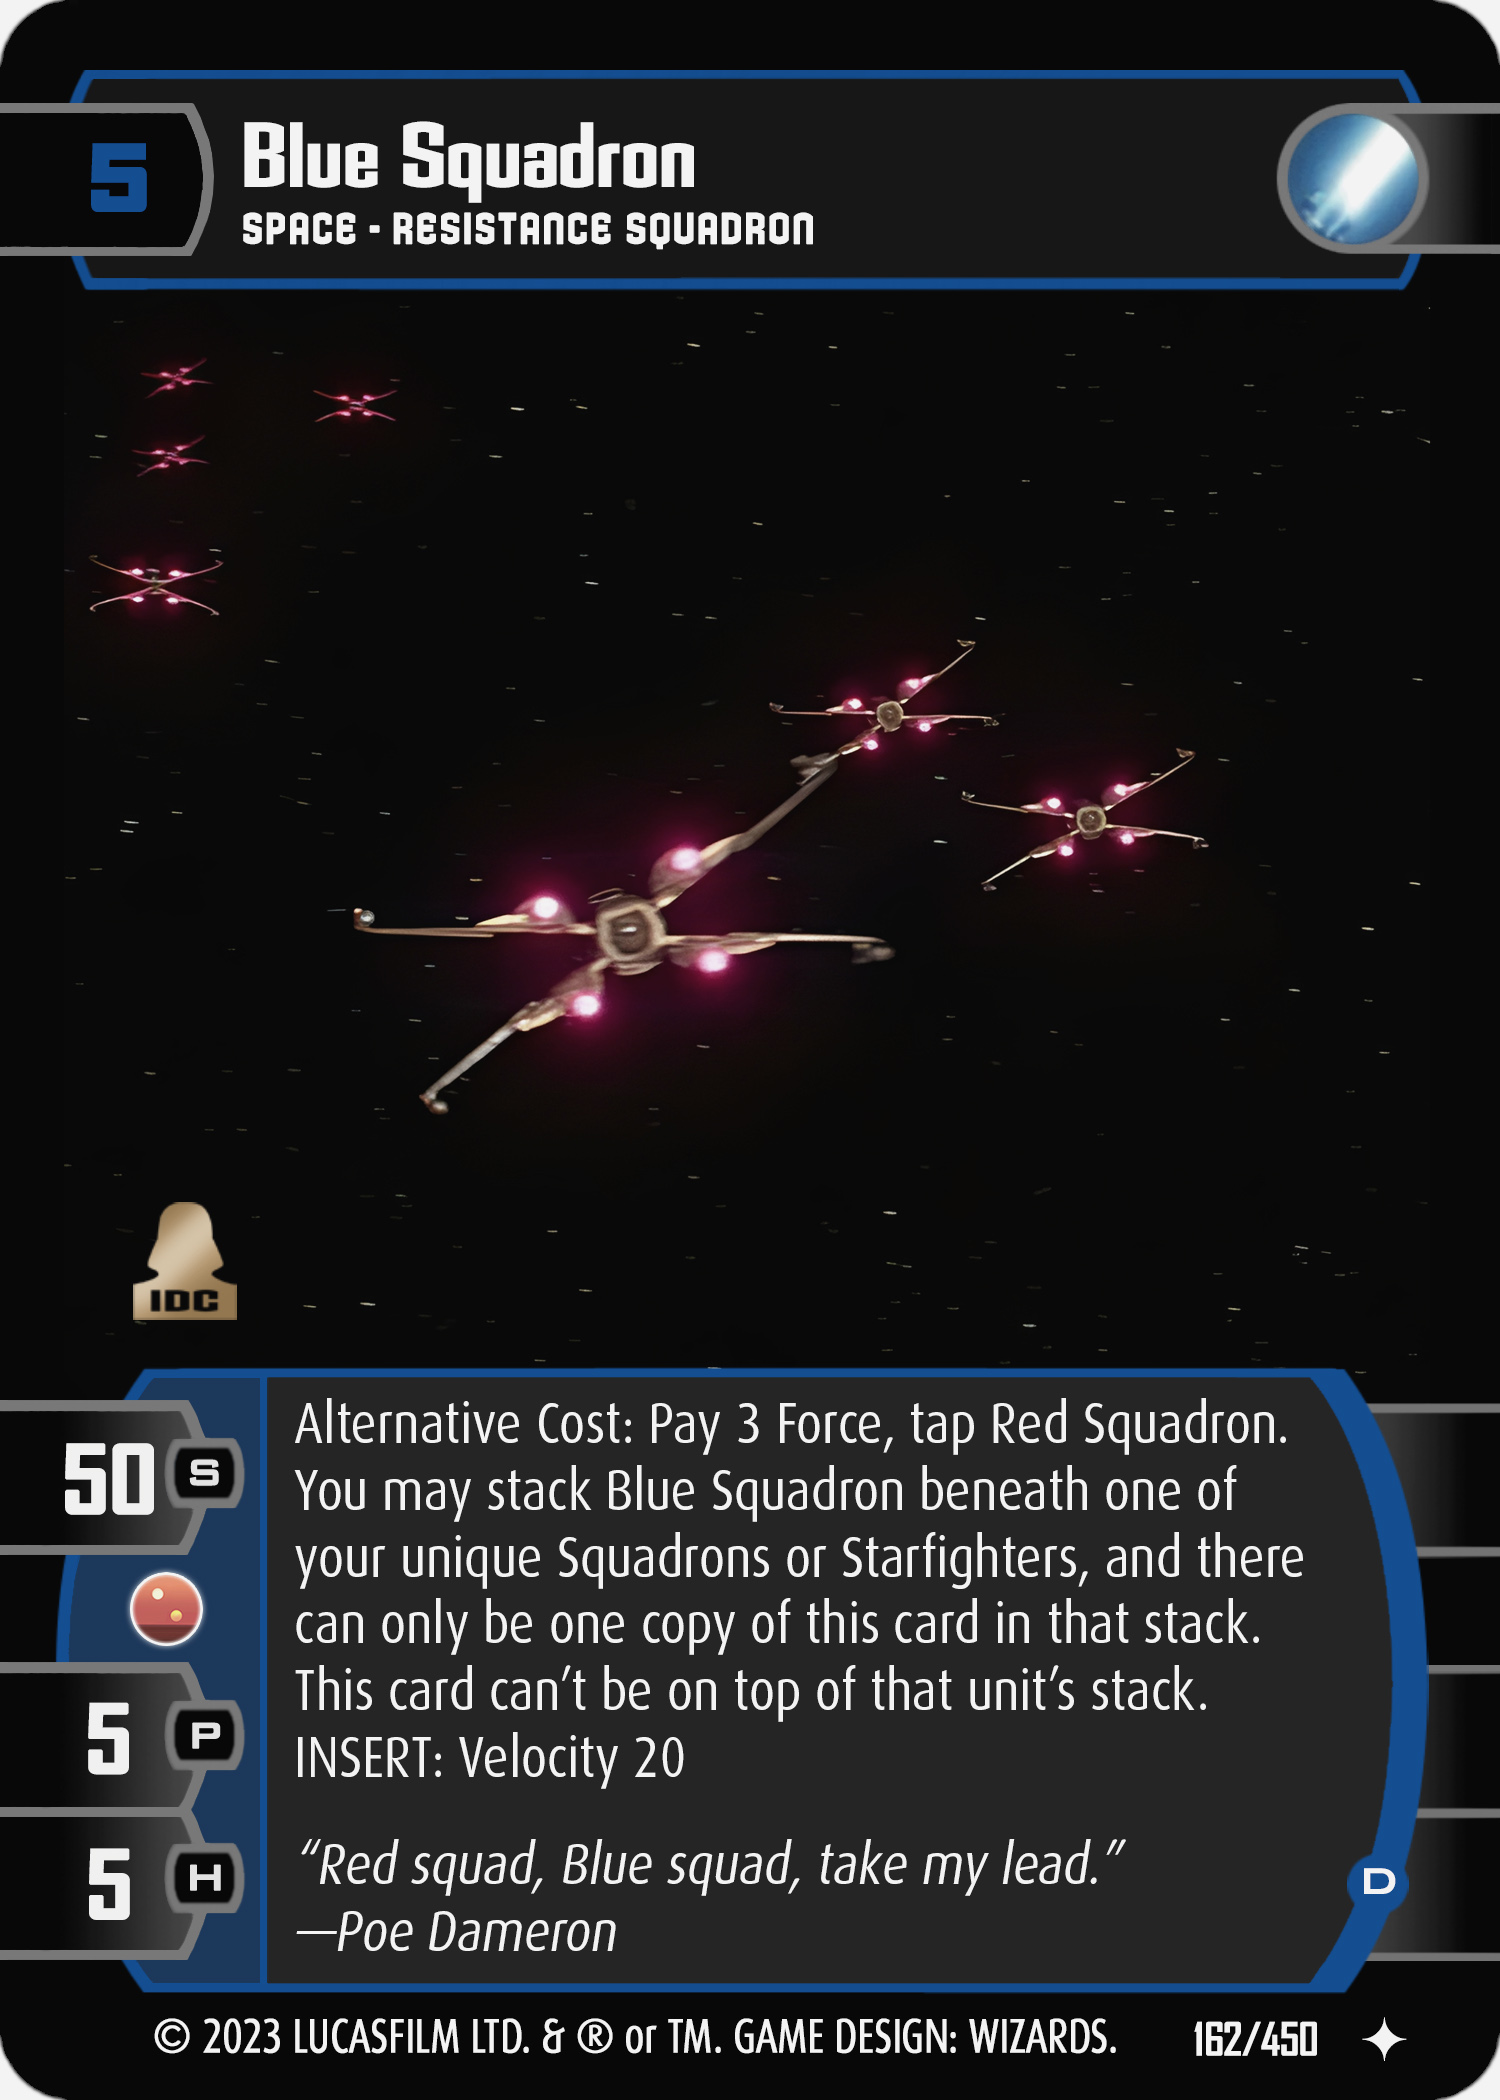 5
Blue Squadron
SPACE - RESISTANCE SQUADRON
IDC
50 S
5 P
5 H
Alternative Cost: Pay 3 Force, tap Red Squadron.
You may stack Blue Squadron beneath one of
your unique Squadrons or Starfighters, and there
can only be one copy of this card in that stack.
This card can’t be on top of that unit’s stack.
INSERT: Velocity 20
“Red squad, Blue squad, take my lead.”
—Poe Dameron
D
© 2023 LUCASFILM LTD. & ® or TM. GAME DESIGN: WIZARDS.
162/450